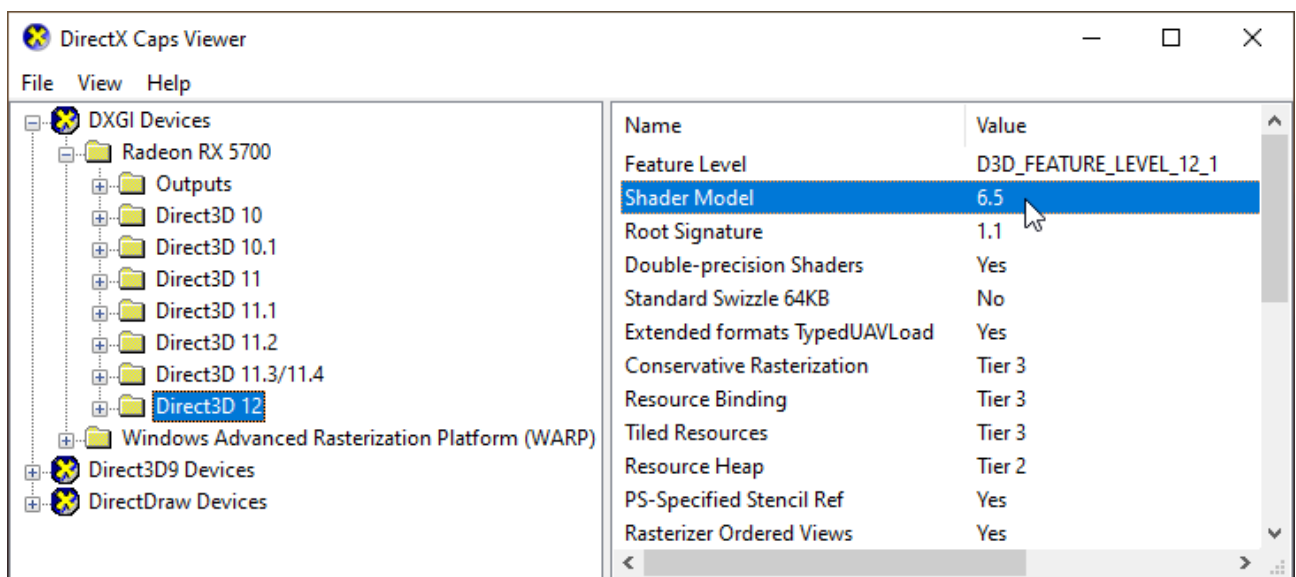 DirectX Caps Viewer
File View Help
DXGI Devices
Radeon RX 5700
Outputs
Direct3D 10
Direct3D 10.1
Direct3D 11
Direct3D 11.1
Direct3D 11.2
Direct3D 11.3/11.4
Direct3D 12
Windows Advanced Rasterization Platform (WARP)
Direct3D9 Devices
DirectDraw Devices
Name Value
Feature Level D3D_FEATURE_LEVEL_12_1
Shader Model 6.5
Root Signature 1.1
Double-precision Shaders Yes
Standard Swizzle 64KB No
Extended formats TypedUAVLoad Yes
Conservative Rasterization Tier 3
Resource Binding Tier 3
Tiled Resources Tier 3
Resource Heap Tier 2
PS-Specified Stencil Ref Yes
Rasterizer Ordered Views Yes